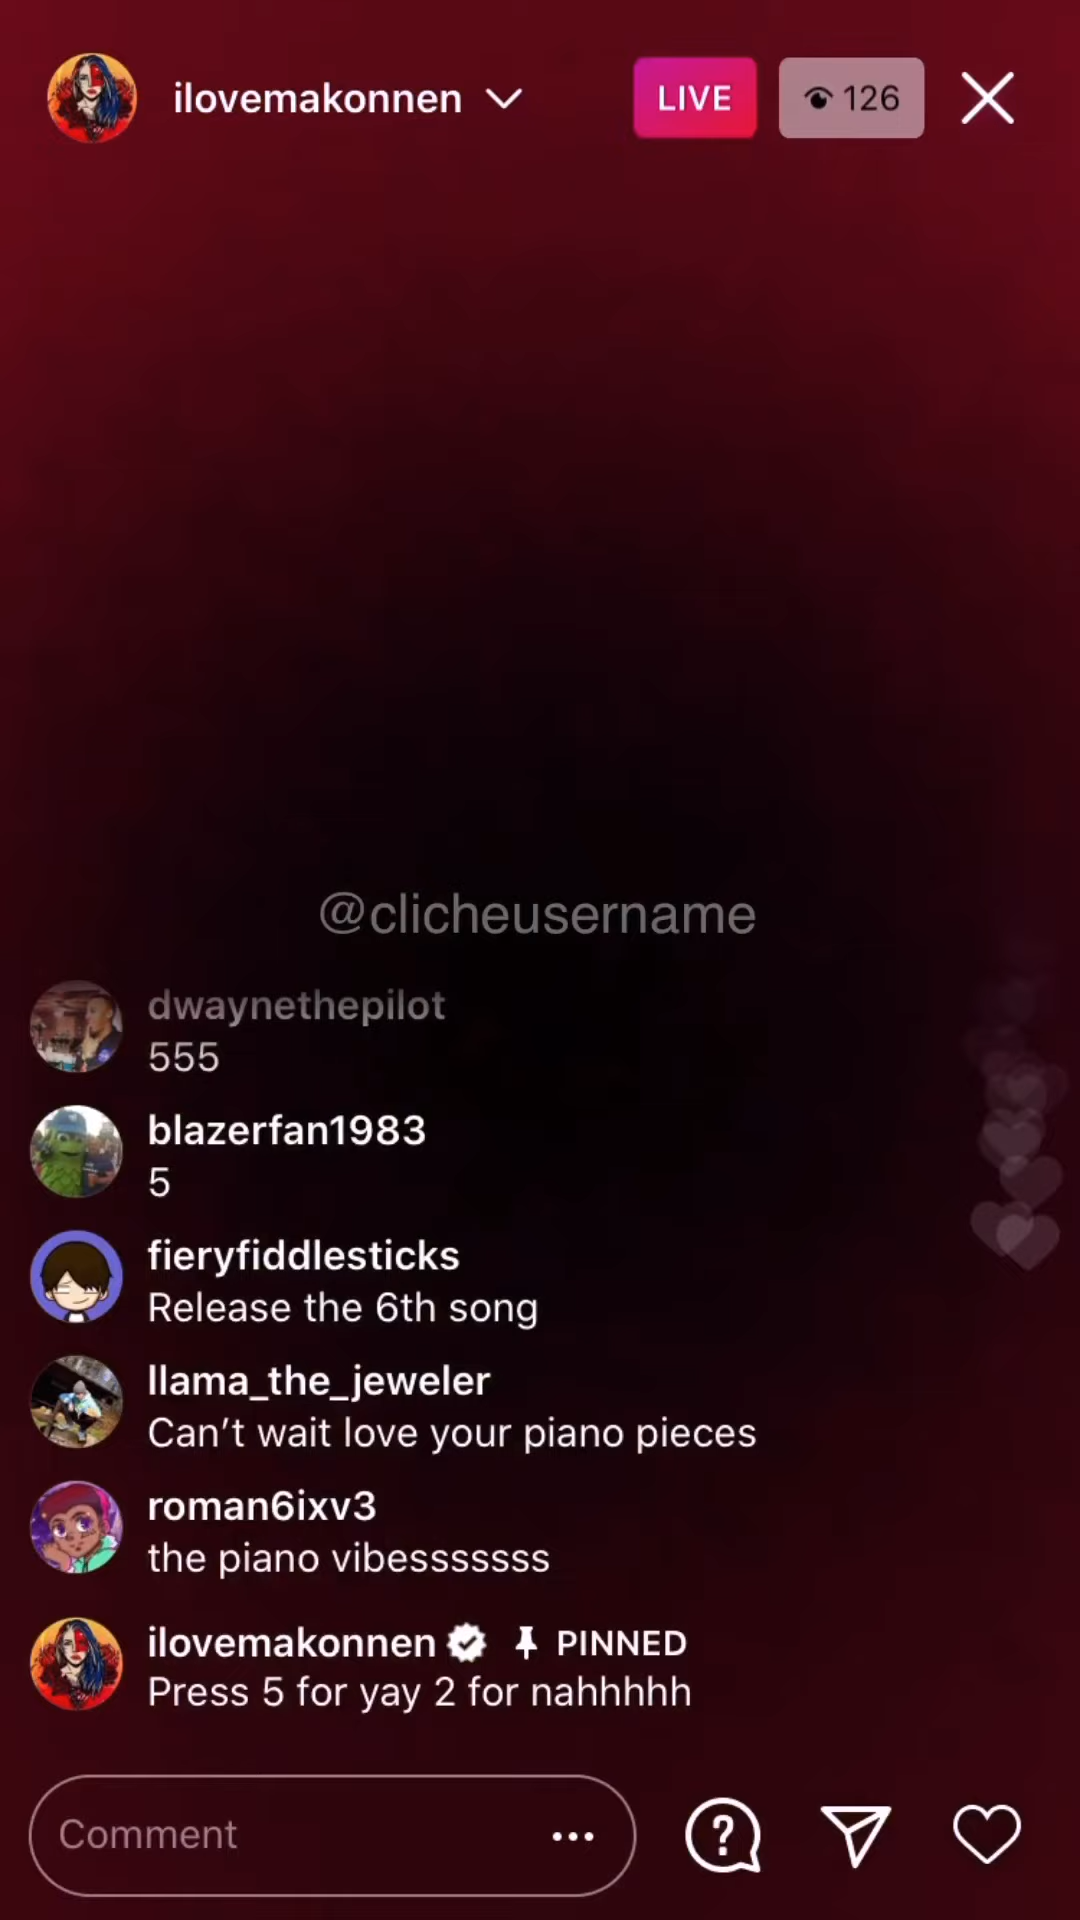 ilovemakonnen
LIVE
126
@clicheusername
dwaynethepilot
555
blazerfan1983
5
fieryfiddlesticks
Release the 6th song
llama_the_jeweler
Can’t wait love your piano pieces
roman6ixv3
the piano vibesssssss
ilovemakonnen PINNED
Press 5 for yay 2 for nahhhhh
Comment